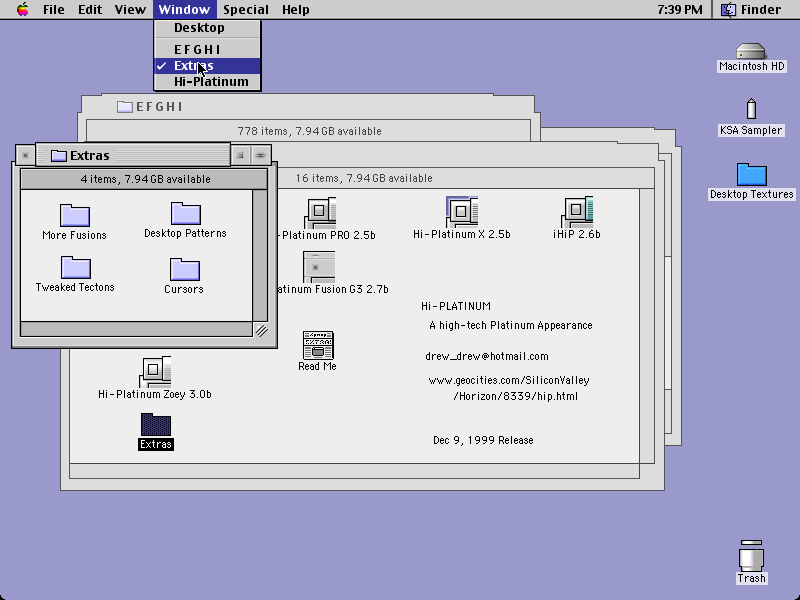 File Edit View Window Special Help 7:39 PM Finder
Desktop
E F G H I
✓ Extras
Hi-Platinum
Macintosh HD
KSA Sampler
Desktop Textures
E F G H I
778 items, 7.94 GB available
Extras
4 items, 7.94 GB available
More Fusions
Desktop Patterns
Tweaked Tectons
Cursors
16 items, 7.94 GB available
-Platinum PRO 2.5b
Hi-Platinum X 2.5b
iHiP 2.6b
atinum Fusion G3 2.7b
Hi-PLATINUM
A high-tech Platinum Appearance
Read Me
drew_drew@hotmail.com
www.geocities.com/SiliconValley
/Horizon/8339/hip.html
Hi-Platinum Zoey 3.0b
Extras
Dec 9, 1999 Release
Trash